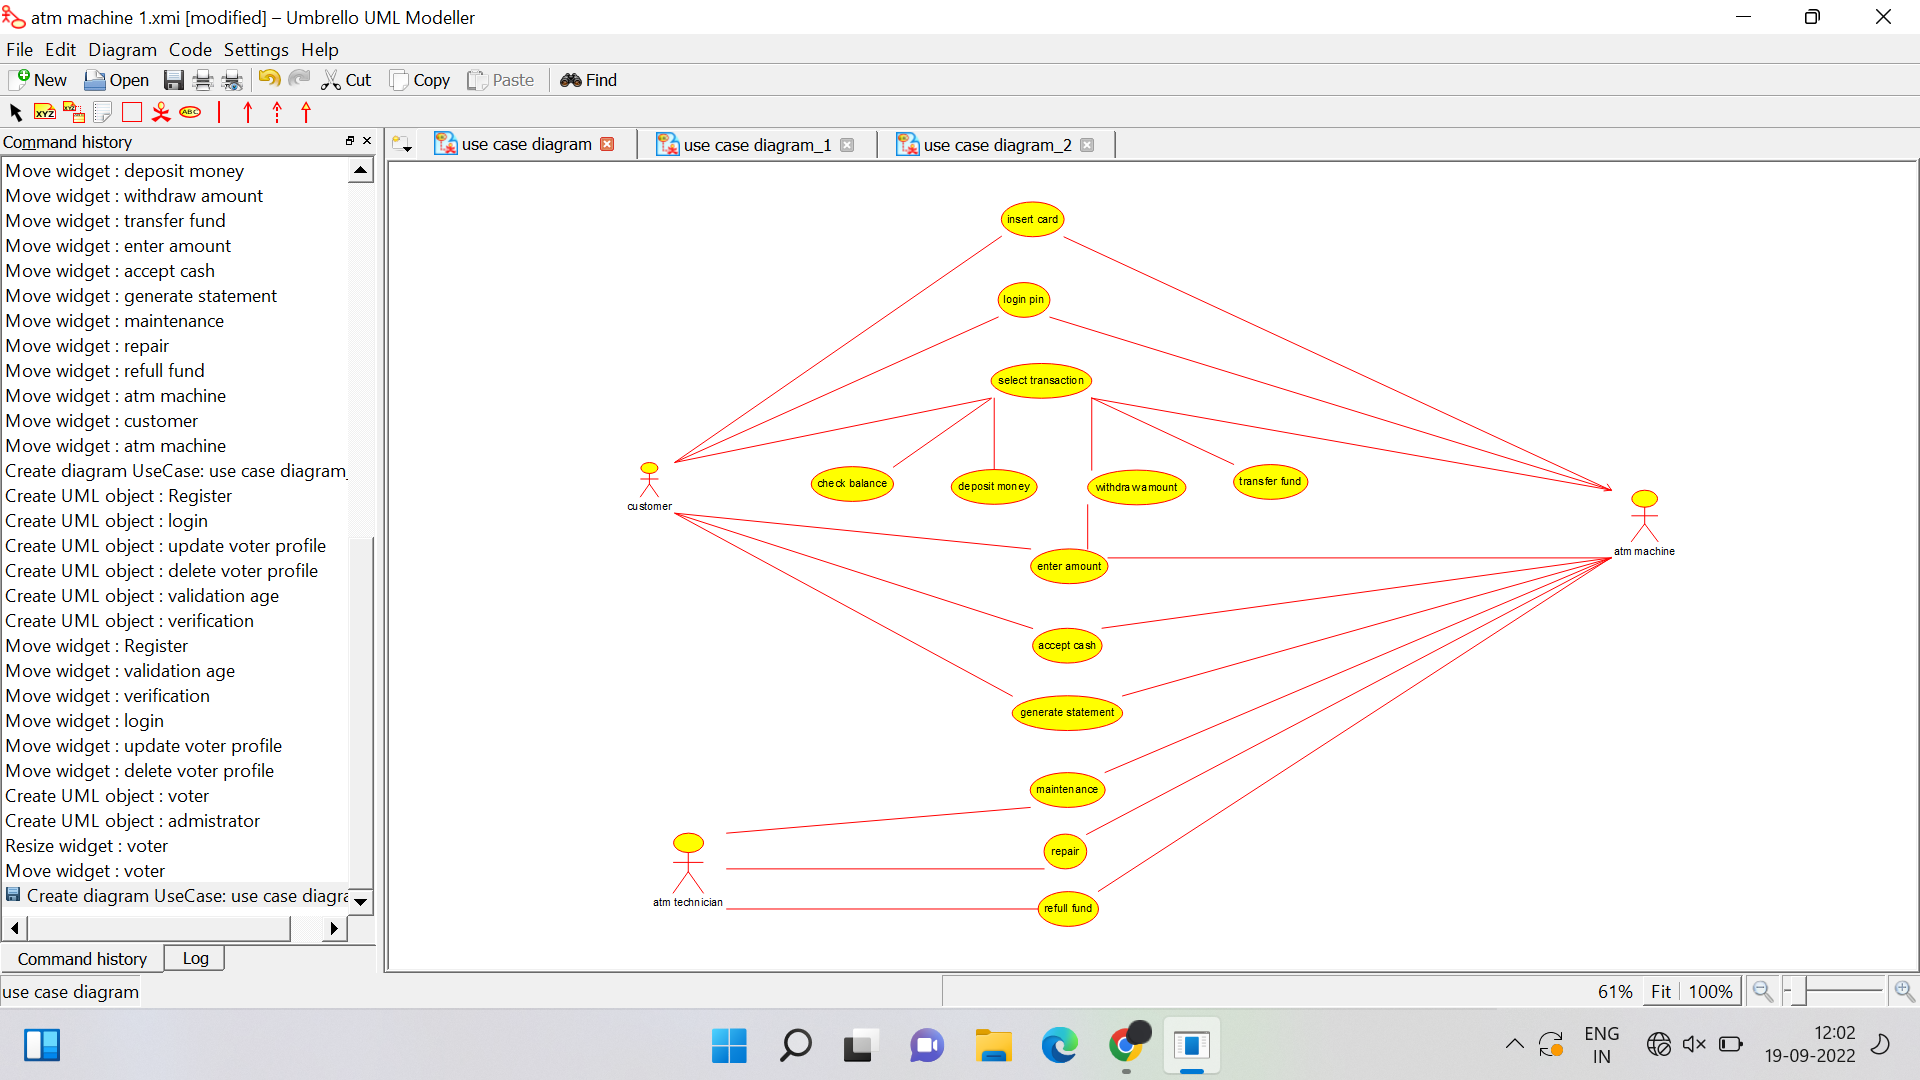 atm machine 1.xmi [modified] – Umbrello UML Modeller
File Edit Diagram Code Settings Help
New Open Cut Copy Paste Find
XYZ XYZ ABC
Command history
use case diagram use case diagram_1 use case diagram_2
Move widget : deposit money
Move widget : withdraw amount
Move widget : transfer fund
Move widget : enter amount
Move widget : accept cash
Move widget : generate statement
Move widget : maintenance
Move widget : repair
Move widget : refull fund
Move widget : atm machine
Move widget : customer
Move widget : atm machine
Create diagram UseCase: use case diagram_
Create UML object : Register
Create UML object : login
Create UML object : update voter profile
Create UML object : delete voter profile
Create UML object : validation age
Create UML object : verification
Move widget : Register
Move widget : validation age
Move widget : verification
Move widget : login
Move widget : update voter profile
Move widget : delete voter profile
Create UML object : voter
Create UML object : admistrator
Resize widget : voter
Move widget : voter
Create diagram UseCase: use case diagra
Command history Log
insert card
login pin
select transaction
check balance
deposit money
withdraw amount
transfer fund
customer
atm machine
enter amount
accept cash
generate statement
maintenance
repair
atm technician
refull fund
use case diagram
61% Fit 100%
ENG
IN
12:02
19-09-2022